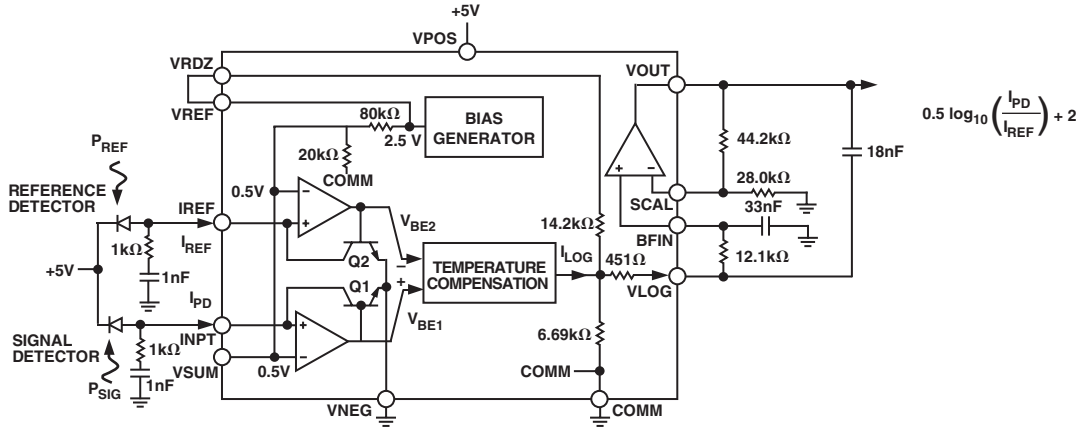 +5V
VPOS
VRDZ
VOUT
VREF
80kΩ
2.5 V
BIAS
GENERATOR
0.5 log10(IPD/IREF) + 2
PREF
20kΩ
COMM
44.2kΩ
18nF
REFERENCE
DETECTOR
0.5V
28.0kΩ
SCAL
33nF
IREF
IREF
VBE2
14.2kΩ
BFIN
1kΩ
Q2
ILOG
451Ω
12.1kΩ
+5V
1nF
TEMPERATURE
COMPENSATION
VLOG
Q1
IPD
VBE1
SIGNAL
DETECTOR
INPT
6.69kΩ
1kΩ
VSUM
0.5V
COMM
PSIG
1nF
VNEG
COMM